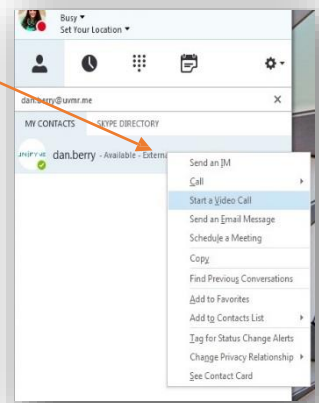 Busy
Set Your Location
dan.berry@uvmr.me
MY CONTACTS SKYPE DIRECTORY
dan.berry - Available - Externa
Send an IM
Call
Start a Video Call
Send an Email Message
Schedule a Meeting
Copy
Find Previous Conversations
Add to Favorites
Add to Contacts List
Tag for Status Change Alerts
Change Privacy Relationship
See Contact Card